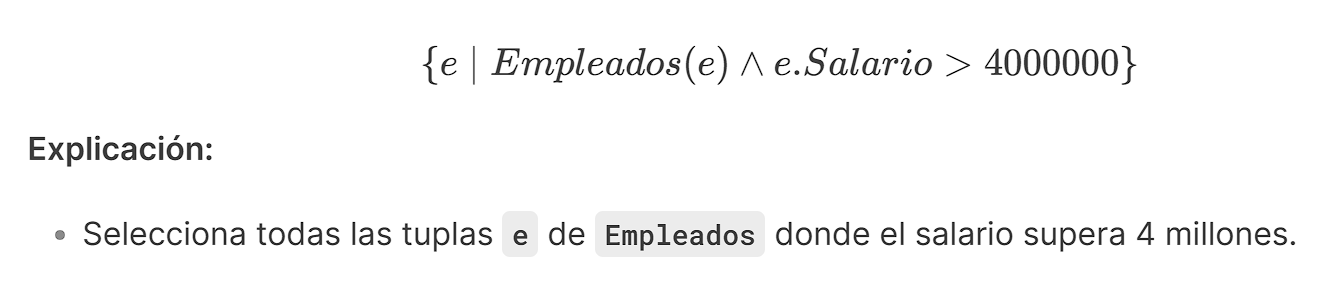 {e | Empleados(e) ∧ e.Salario > 4000000}
Explicación:
• Selecciona todas las tuplas e de Empleados donde el salario supera 4 millones.